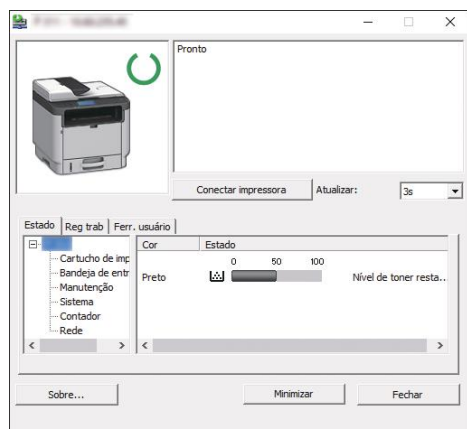 Pronto
Conectar impressora
Atualizar:
3s
Estado
Reg trab
Ferr. usuário
Cor
Estado
Cartucho de imp
Bandeja de entr
Manutenção
Sistema
Contador
Rede
0 50 100
Preto
Nível de toner resta..
Sobre...
Minimizar
Fechar